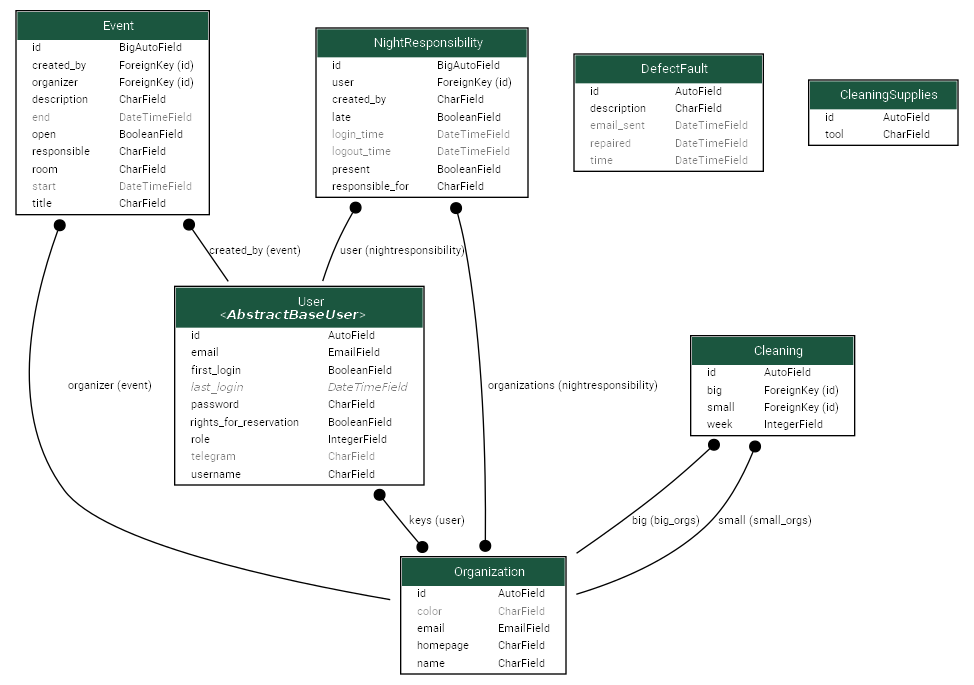 Event
id BigAutoField
created_by ForeignKey (id)
organizer ForeignKey (id)
description CharField
end DateTimeField
open BooleanField
responsible CharField
room CharField
start DateTimeField
title CharField
NightResponsibility
id BigAutoField
user ForeignKey (id)
created_by CharField
late BooleanField
login_time DateTimeField
logout_time DateTimeField
present BooleanField
responsible_for CharField
DefectFault
id AutoField
description CharField
email_sent DateTimeField
repaired DateTimeField
time DateTimeField
CleaningSupplies
id AutoField
tool CharField
created_by (event)
user (nightresponsibility)
User
<AbstractBaseUser>
id AutoField
email EmailField
first_login BooleanField
last_login DateTimeField
password CharField
rights_for_reservation BooleanField
role IntegerField
telegram CharField
username CharField
organizer (event)
organizations (nightresponsibility)
Cleaning
id AutoField
big ForeignKey (id)
small ForeignKey (id)
week IntegerField
keys (user)
big (big_orgs)
small (small_orgs)
Organization
id AutoField
color CharField
email EmailField
homepage CharField
name CharField